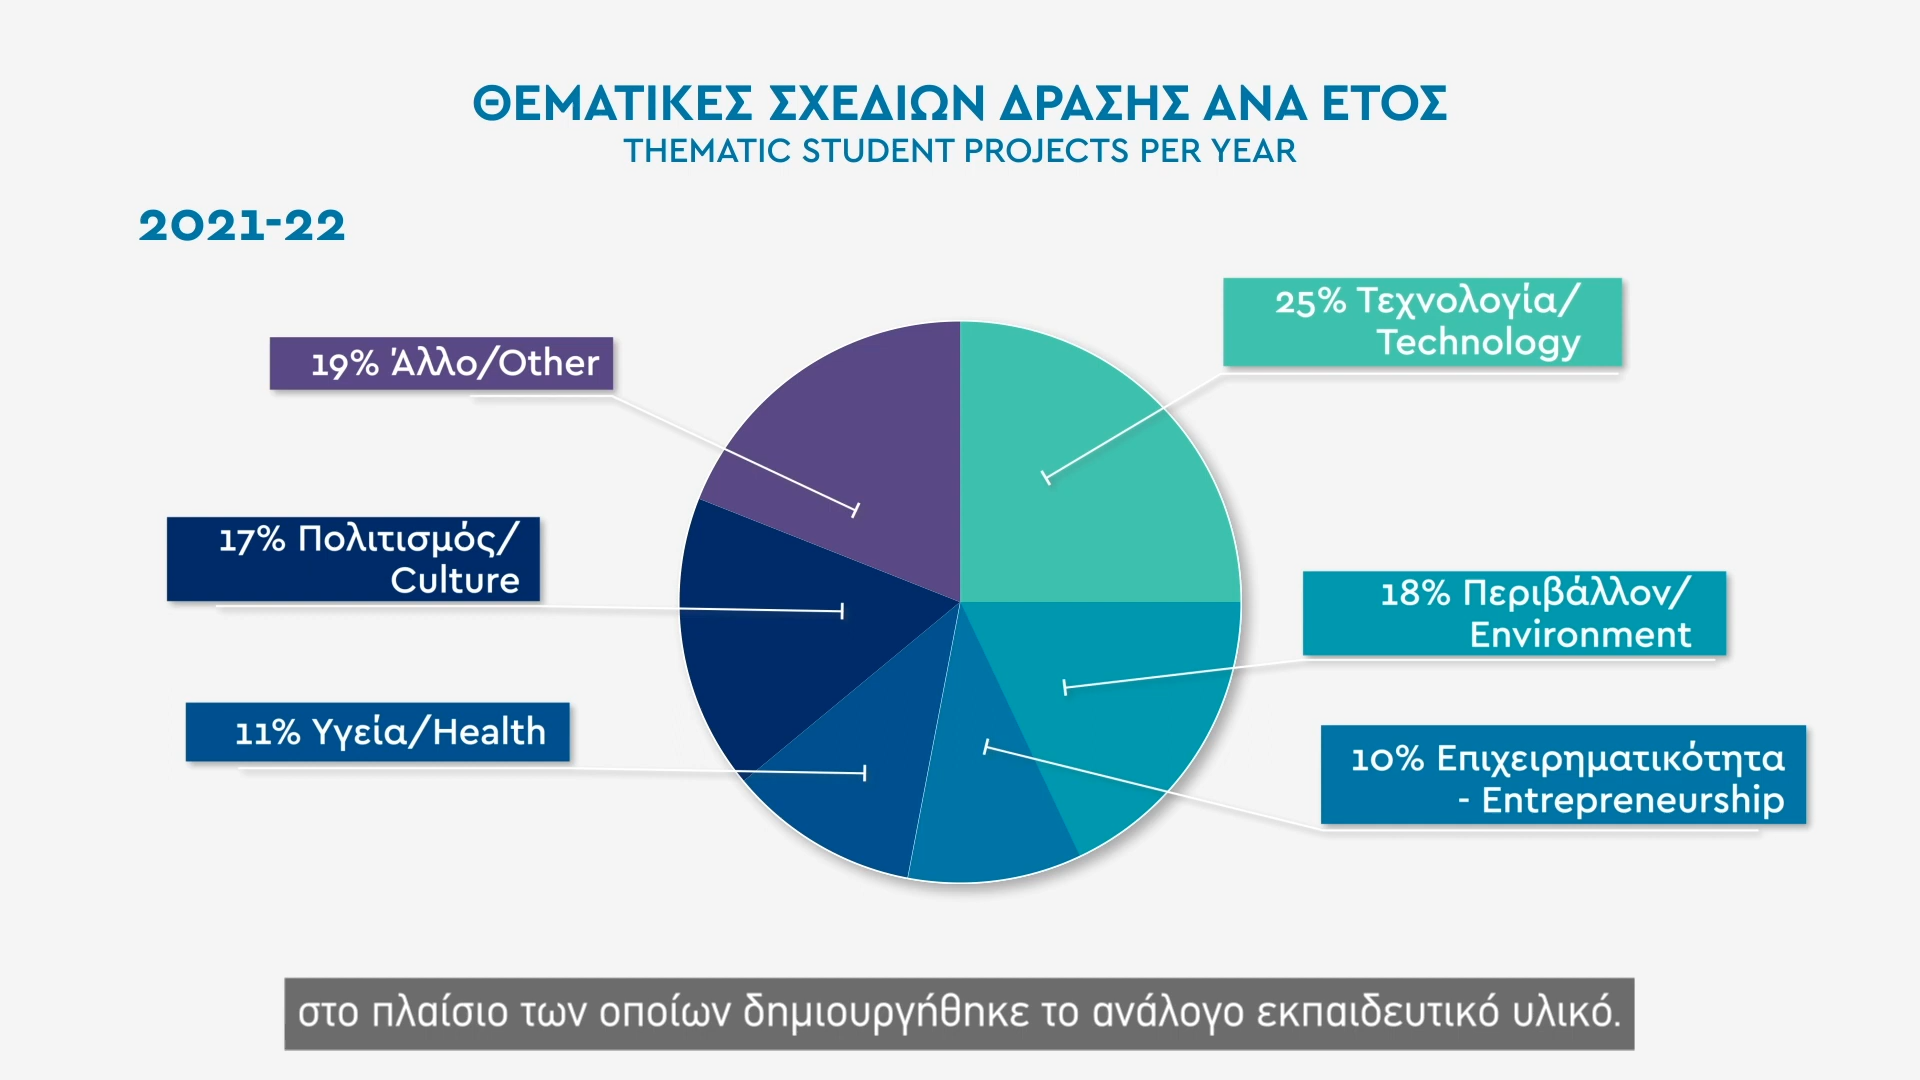 ΘΕΜΑΤΙΚΕΣ ΣΧΕΔΙΩΝ ΔΡΑΣΗΣ ΑΝΑ ΕΤΟΣ
THEMATIC STUDENT PROJECTS PER YEAR
2021-22
25% Τεχνολογία/
Technology
19% Άλλο/Other
17% Πολιτισμός/
Culture
18% Περιβάλλον/
Environment
11% Υγεία/Health
10% Επιχειρηματικότητα
- Entrepreneurship
στο πλαίσιο των οποίων δημιουργήθηκε το ανάλογο εκπαιδευτικό υλικό.